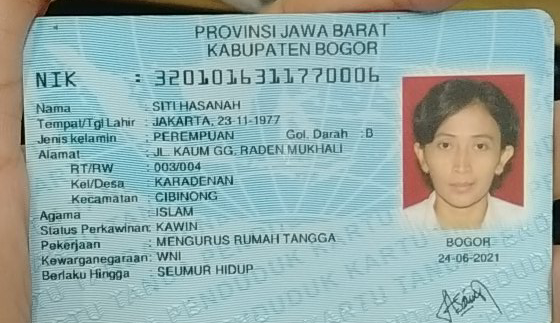 PROVINSI JAWA BARAT
KABUPATEN BOGOR
NIK : 3201016311770006
Nama : SITI HASANAH
Tempat/Tgl Lahir : JAKARTA, 23-11-1977
Jenis kelamin : PEREMPUAN Gol. Darah : B
Alamat : JL. KAUM GG. RADEN MUKHALI
RT/RW : 003/004
Kel/Desa : KARADENAN
Kecamatan : CIBINONG
Agama : ISLAM
Status Perkawinan: KAWIN
Pekerjaan : MENGURUS RUMAH TANGGA
Kewarganegaraan: WNI
Berlaku Hingga : SEUMUR HIDUP
BOGOR
24-06-2021